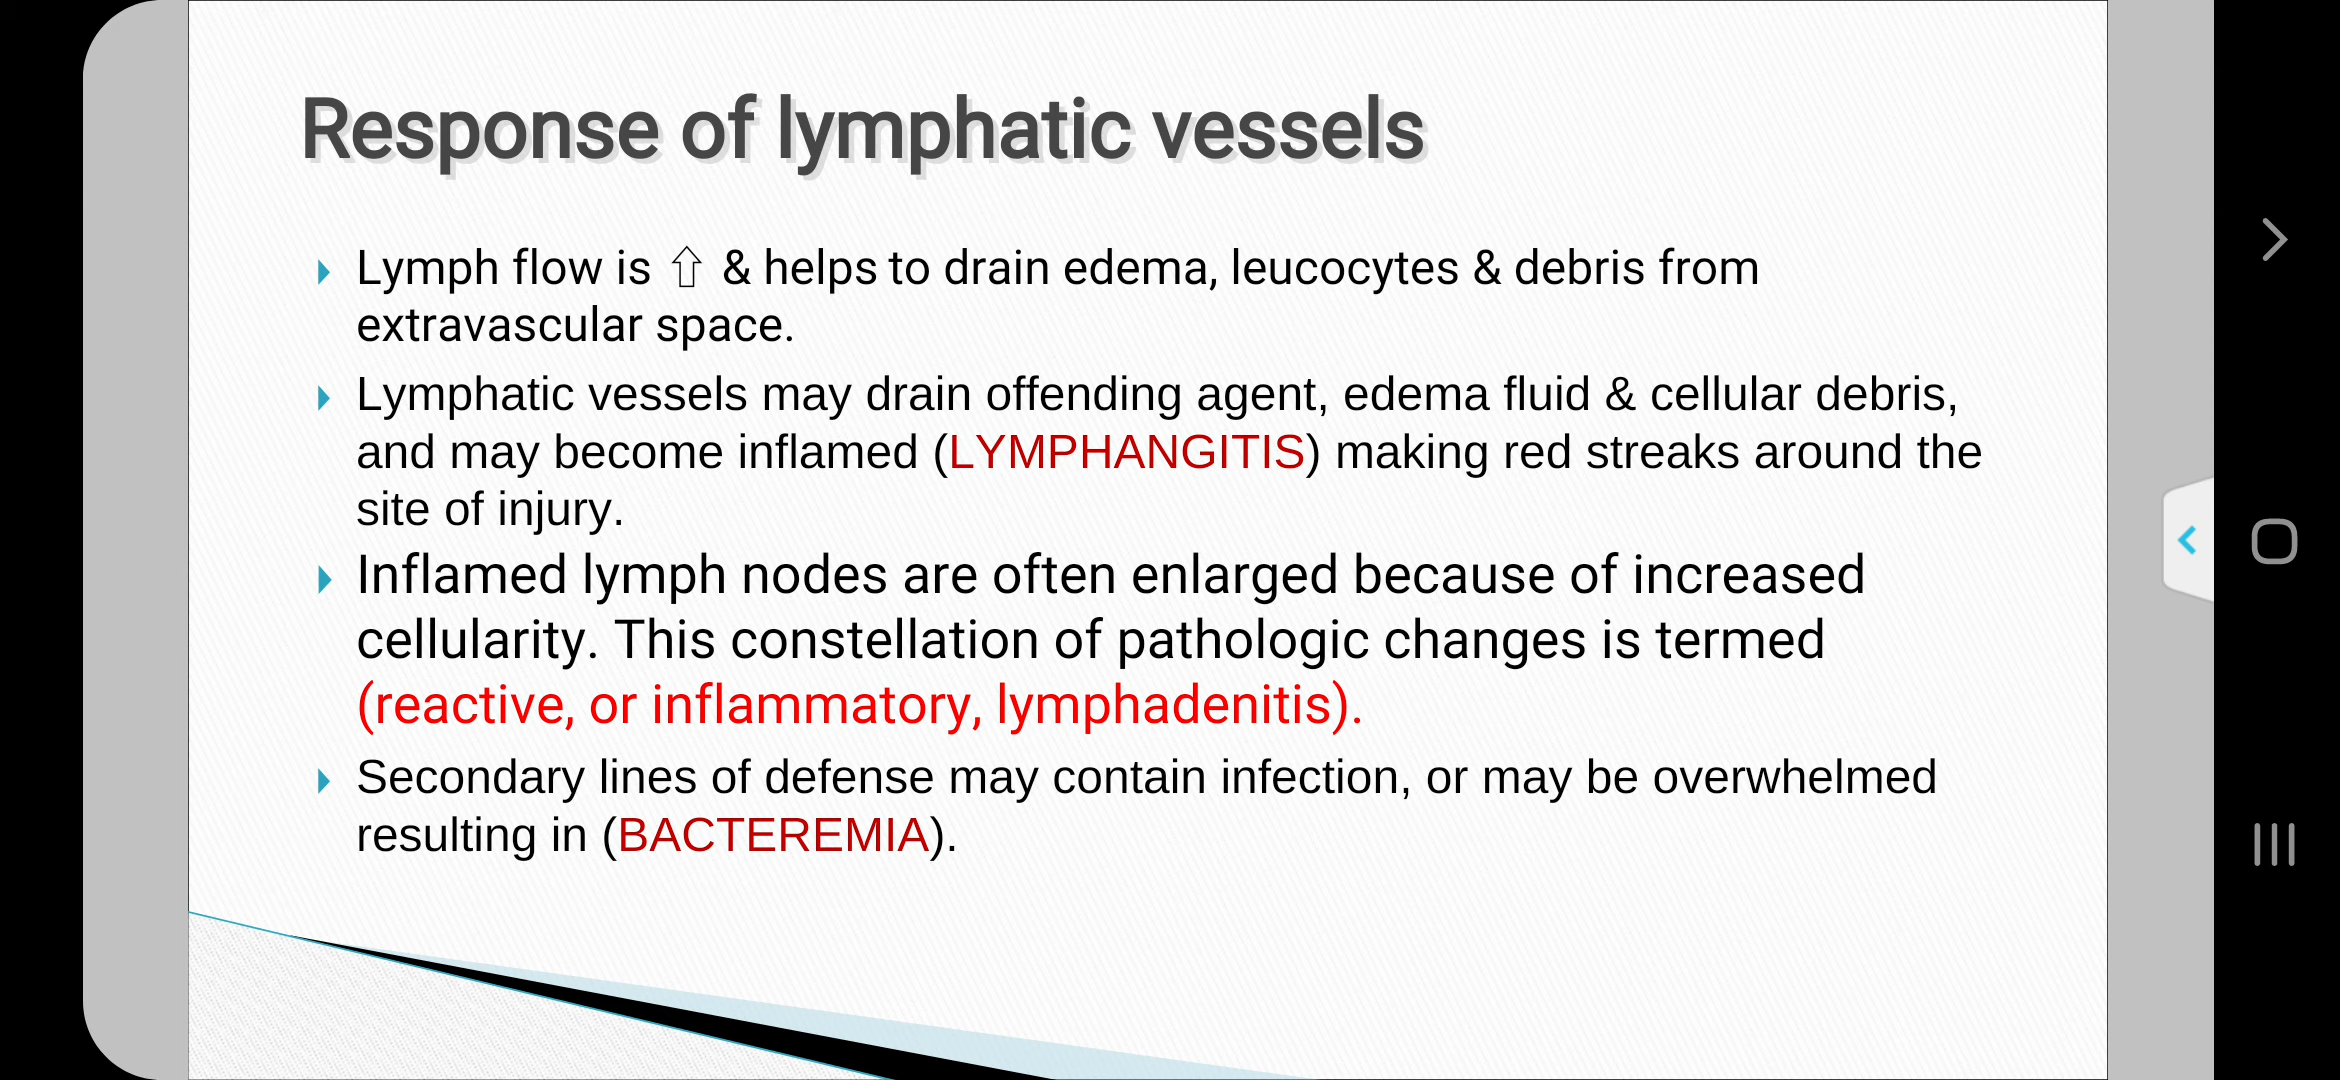 Response of lymphatic vessels
Lymph flow is ⇧ & helps to drain edema, leucocytes & debris from
extravascular space.
Lymphatic vessels may drain offending agent, edema fluid & cellular debris,
and may become inflamed (LYMPHANGITIS) making red streaks around the
site of injury.
Inflamed lymph nodes are often enlarged because of increased
cellularity. This constellation of pathologic changes is termed
(reactive, or inflammatory, lymphadenitis).
Secondary lines of defense may contain infection, or may be overwhelmed
resulting in (BACTEREMIA).